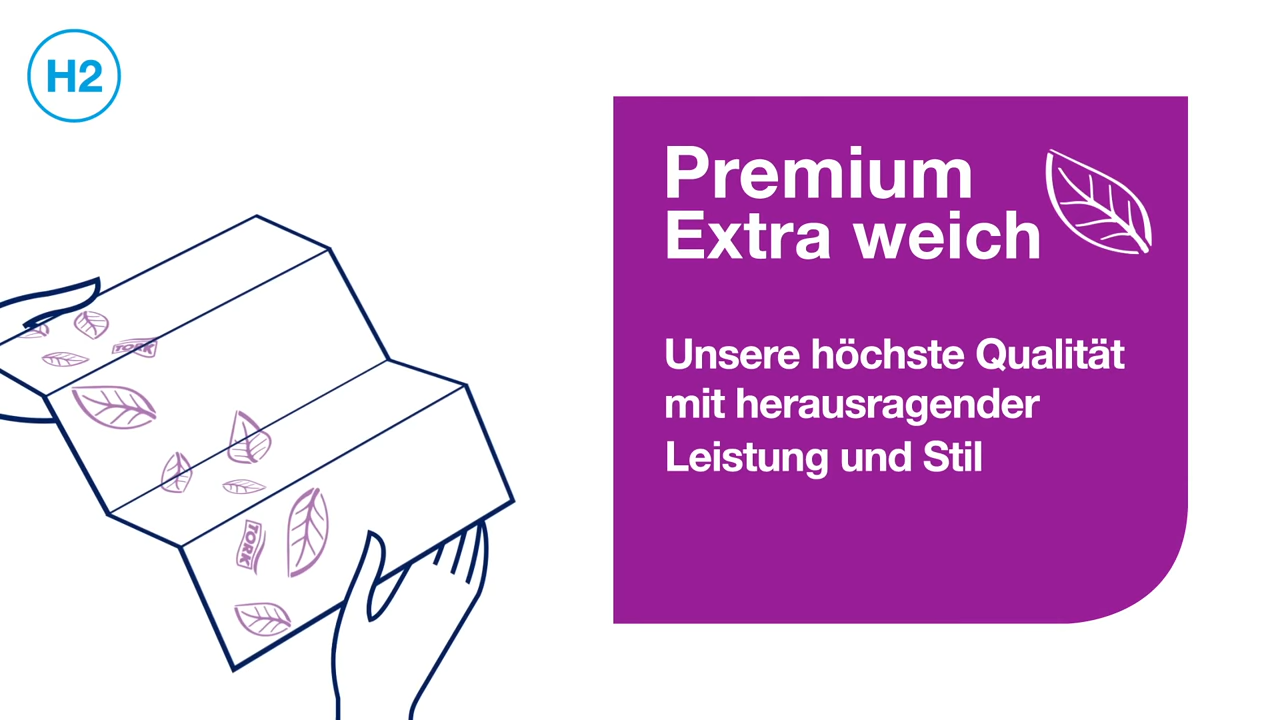 H2
Premium
Extra weich
Unsere höchste Qualität
mit herausragender
Leistung und Stil
TORK
TORK